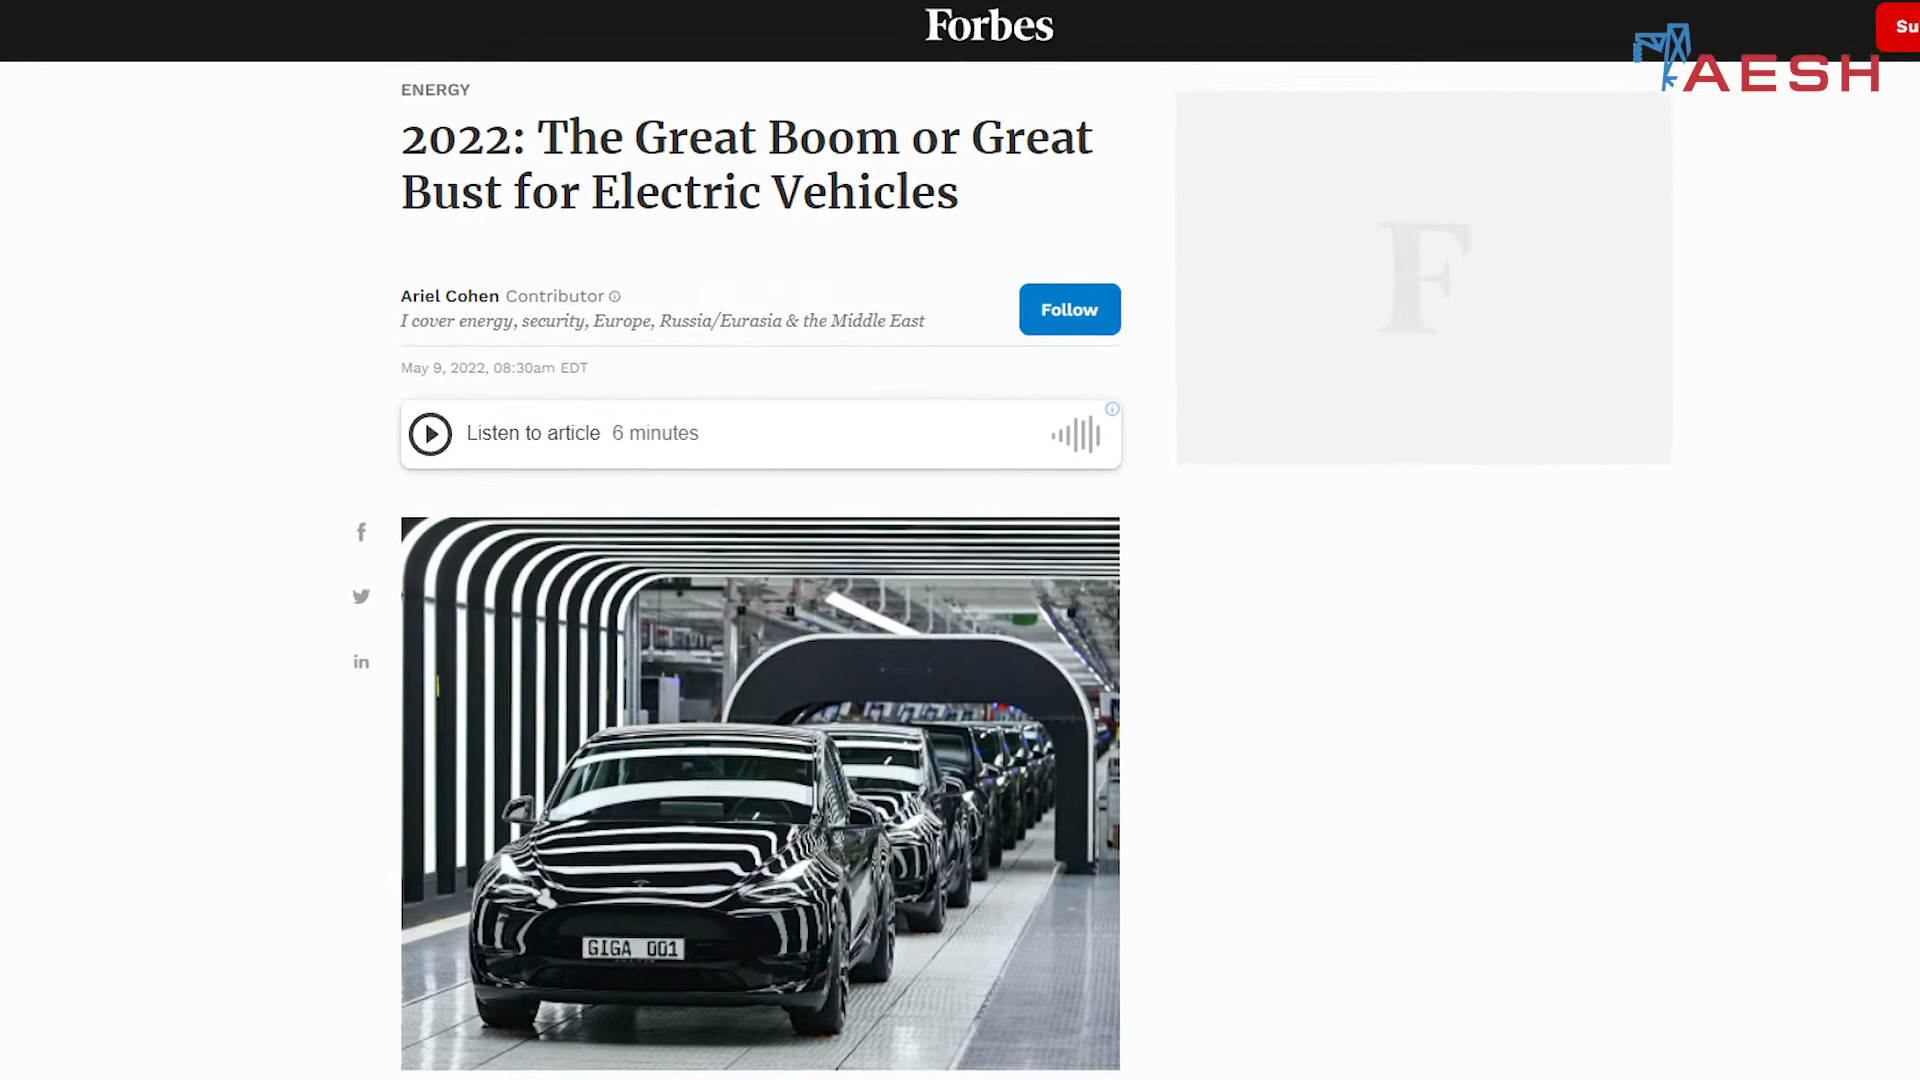 Forbes
Su
AESH
ENERGY
2022: The Great Boom or Great
Bust for Electric Vehicles
Ariel Cohen Contributor
I cover energy, security, Europe, Russia/Eurasia & the Middle East
Follow
May 9, 2022, 08:30am EDT
Listen to article 6 minutes
F
f
in
GIGA 001